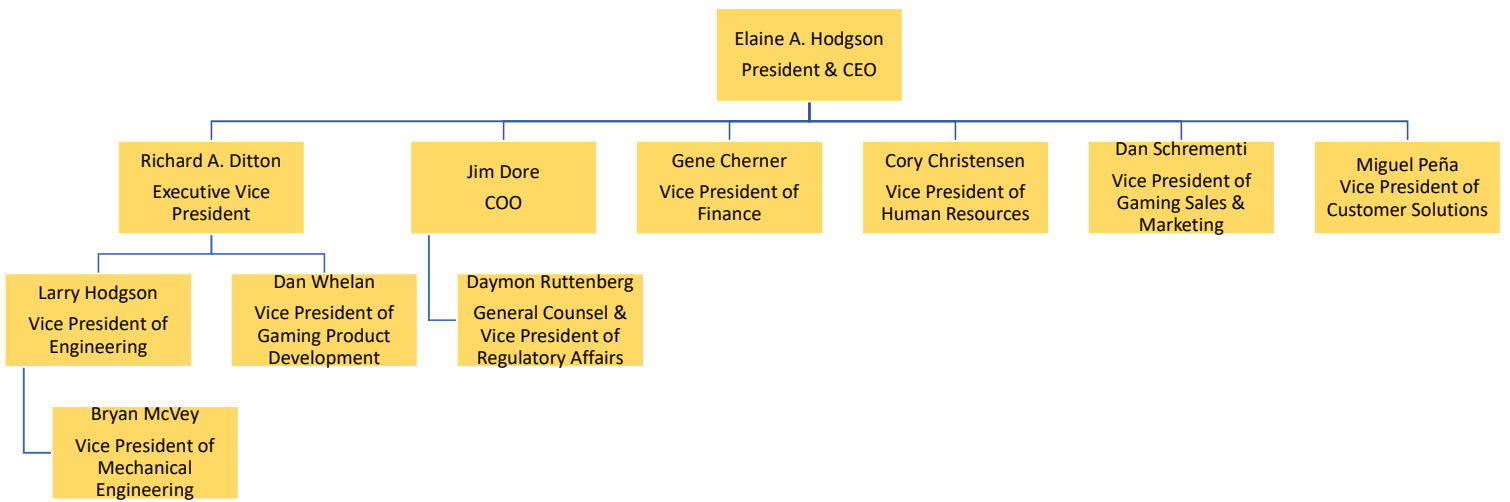 Elaine A. Hodgson
President & CEO
Richard A. Ditton
Executive Vice
President
Jim Dore
COO
Gene Cherner
Vice President of
Finance
Cory Christensen
Vice President of
Human Resources
Dan Schrementi
Vice President of
Gaming Sales &
Marketing
Miguel Peña
Vice President of
Customer Solutions
Larry Hodgson
Vice President of
Engineering
Dan Whelan
Vice President of
Gaming Product
Development
Daymon Ruttenberg
General Counsel &
Vice President of
Regulatory Affairs
Bryan McVey
Vice President of
Mechanical
Engineering